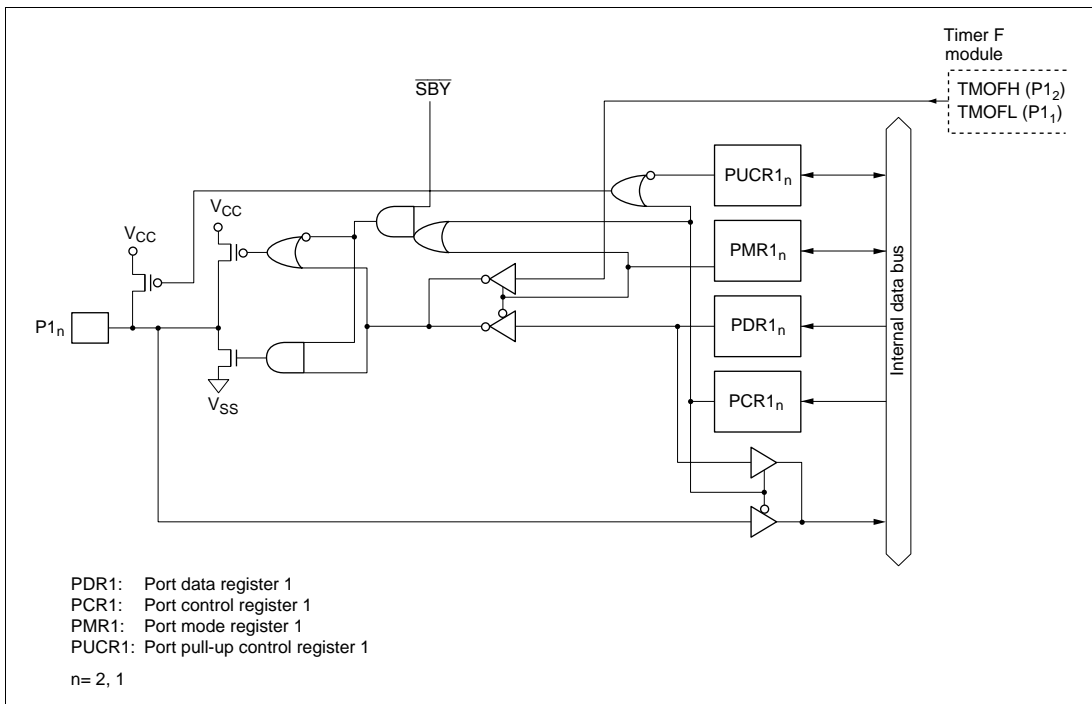 Timer F
module
TMOFH (P1₂)
TMOFL (P1₁)
SBY
PUCR1ₙ
VCC
VCC
PMR1ₙ
P1ₙ
PDR1ₙ
Internal data bus
PCR1ₙ
VSS
PDR1: Port data register 1
PCR1: Port control register 1
PMR1: Port mode register 1
PUCR1: Port pull-up control register 1
n= 2, 1